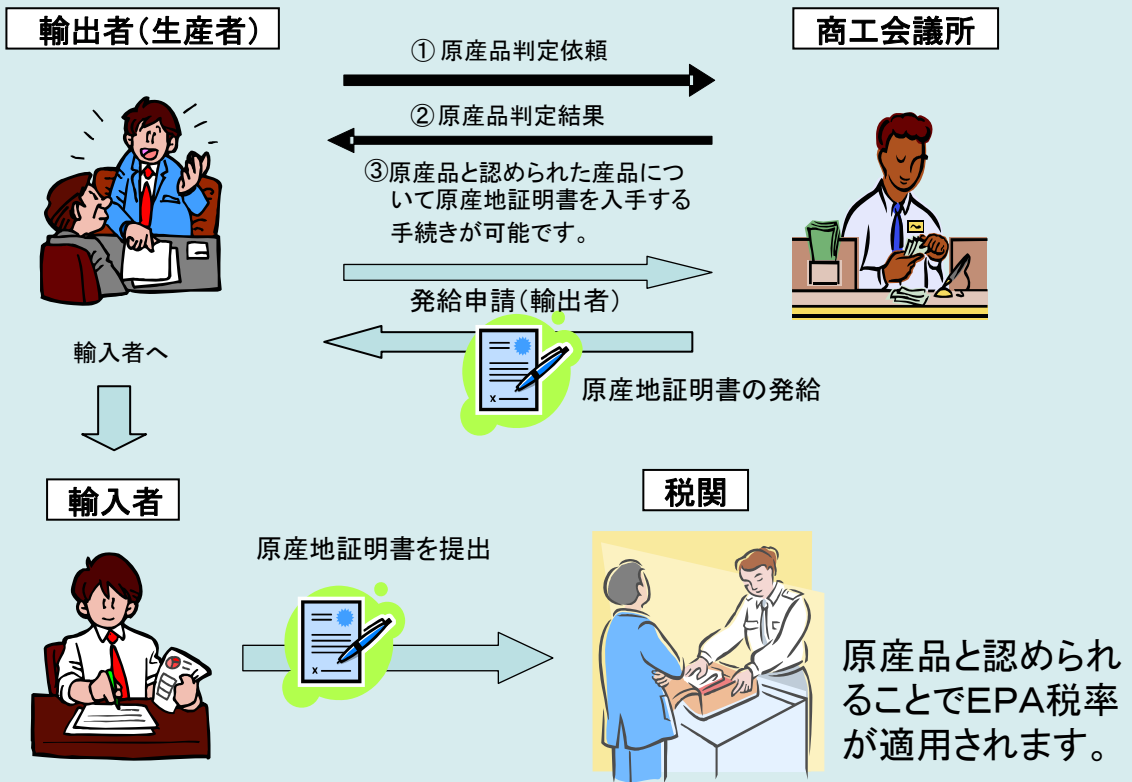 輸出者(生産者)
商工会議所
① 原産品判定依頼
② 原産品判定結果
③原産品と認められた産品につ
いて原産地証明書を入手する
手続きが可能です。
発給申請(輸出者)
輸入者へ
x
原産地証明書の発給
輸入者
税関
原産地証明書を提出
x
原産品と認められ
ることでEPA税率
が適用されます。